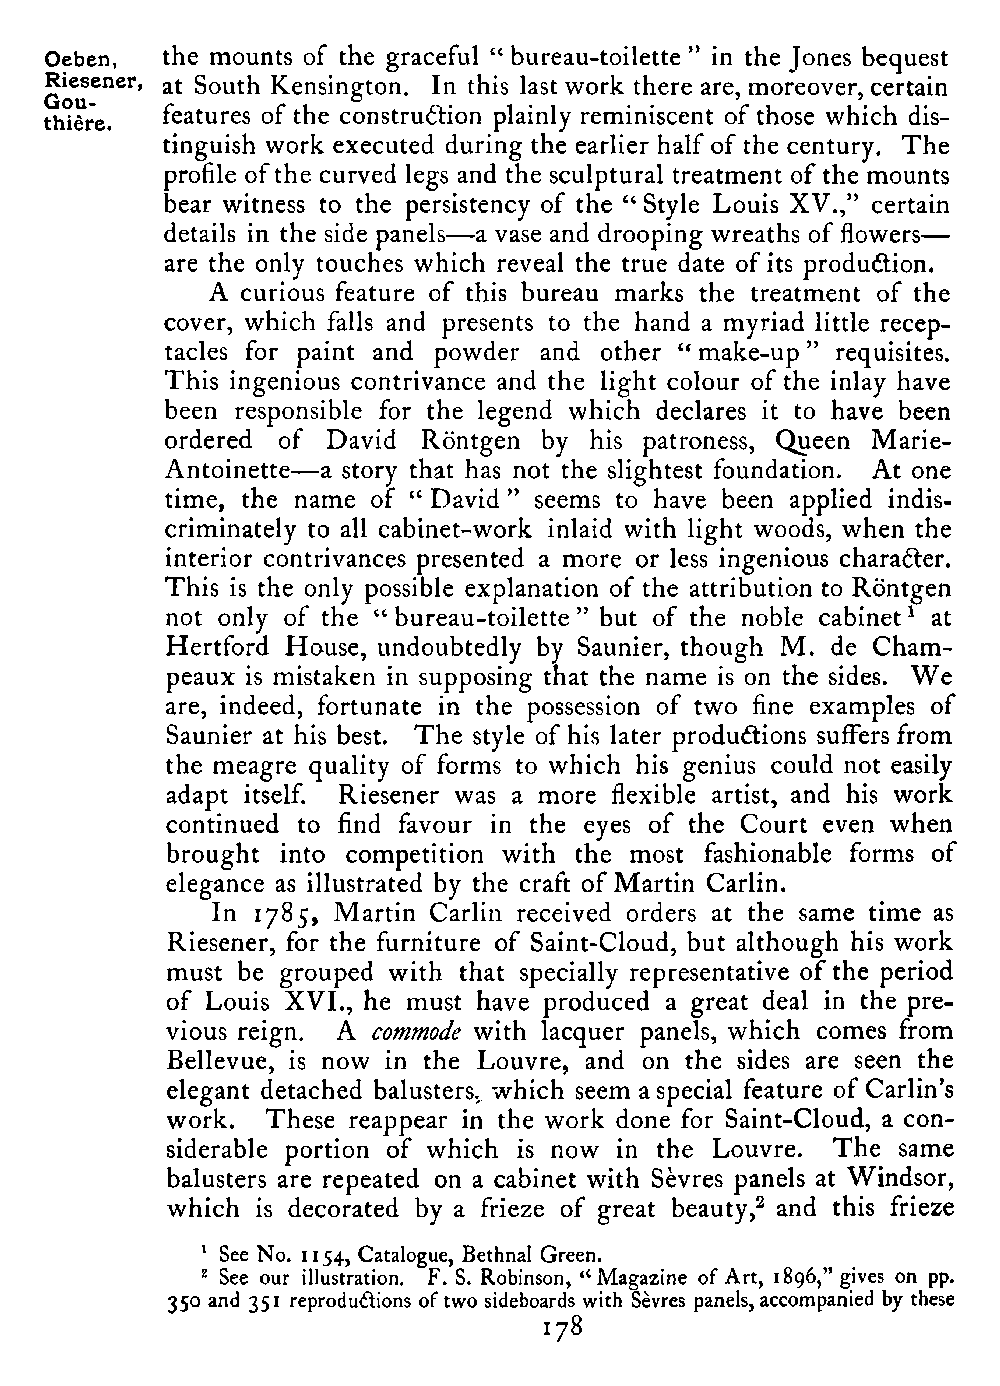 Oeben,
Riesener,
Gou-
thière.
the mounts of the graceful “ bureau-toilette ” in the Jones bequest
at South Kensington. In this last work there are, moreover, certain
features of the construction plainly reminiscent of those which dis-
tinguish work executed during the earlier half of the century. The
profile of the curved legs and the sculptural treatment of the mounts
bear witness to the persistency of the “ Style Louis XV.,” certain
details in the side panels—a vase and drooping wreaths of flowers—
are the only touches which reveal the true date of its production.
A curious feature of this bureau marks the treatment of the
cover, which falls and presents to the hand a myriad little recep-
tacles for paint and powder and other “ make-up ” requisites.
This ingenious contrivance and the light colour of the inlay have
been responsible for the legend which declares it to have been
ordered of David Röntgen by his patroness, Queen Marie-
Antoinette—a story that has not the slightest foundation. At one
time, the name of “ David ” seems to have been applied indis-
criminately to all cabinet-work inlaid with light woods, when the
interior contrivances presented a more or less ingenious character.
This is the only possible explanation of the attribution to Röntgen
not only of the “ bureau-toilette ” but of the noble cabinet ¹ at
Hertford House, undoubtedly by Saunier, though M. de Cham-
peaux is mistaken in supposing that the name is on the sides. We
are, indeed, fortunate in the possession of two fine examples of
Saunier at his best. The style of his later productions suffers from
the meagre quality of forms to which his genius could not easily
adapt itself. Riesener was a more flexible artist, and his work
continued to find favour in the eyes of the Court even when
brought into competition with the most fashionable forms of
elegance as illustrated by the craft of Martin Carlin.
In 1785, Martin Carlin received orders at the same time as
Riesener, for the furniture of Saint-Cloud, but although his work
must be grouped with that specially representative of the period
of Louis XVI., he must have produced a great deal in the pre-
vious reign. A commode with lacquer panels, which comes from
Bellevue, is now in the Louvre, and on the sides are seen the
elegant detached balusters, which seem a special feature of Carlin's
work. These reappear in the work done for Saint-Cloud, a con-
siderable portion of which is now in the Louvre. The same
balusters are repeated on a cabinet with Sèvres panels at Windsor,
which is decorated by a frieze of great beauty,² and this frieze
¹ See No. 1154, Catalogue, Bethnal Green.
² See our illustration. F. S. Robinson, “ Magazine of Art, 1896,” gives on pp.
350 and 351 reproductions of two sideboards with Sèvres panels, accompanied by these
178